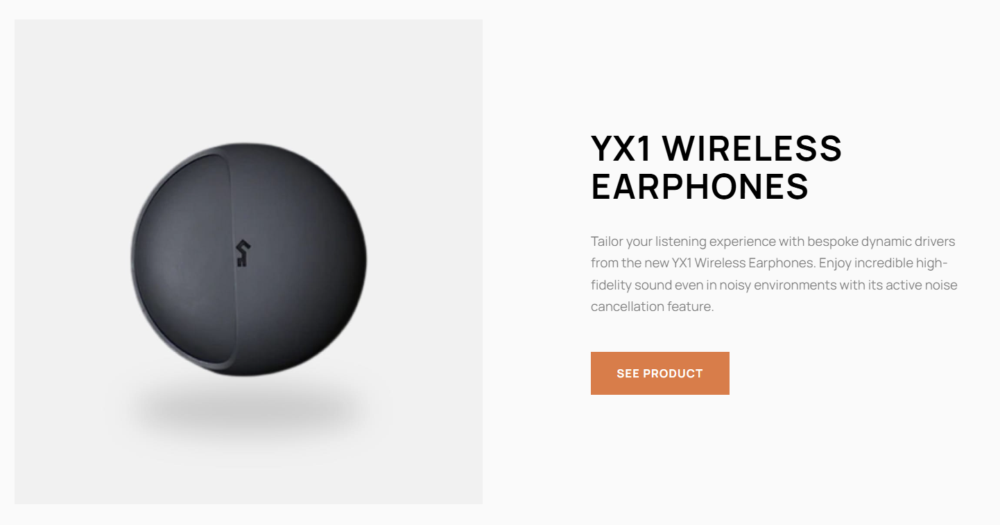 YX1 WIRELESS
EARPHONES
Tailor your listening experience with bespoke dynamic drivers
from the new YX1 Wireless Earphones. Enjoy incredible high-
fidelity sound even in noisy environments with its active noise
cancellation feature.
SEE PRODUCT